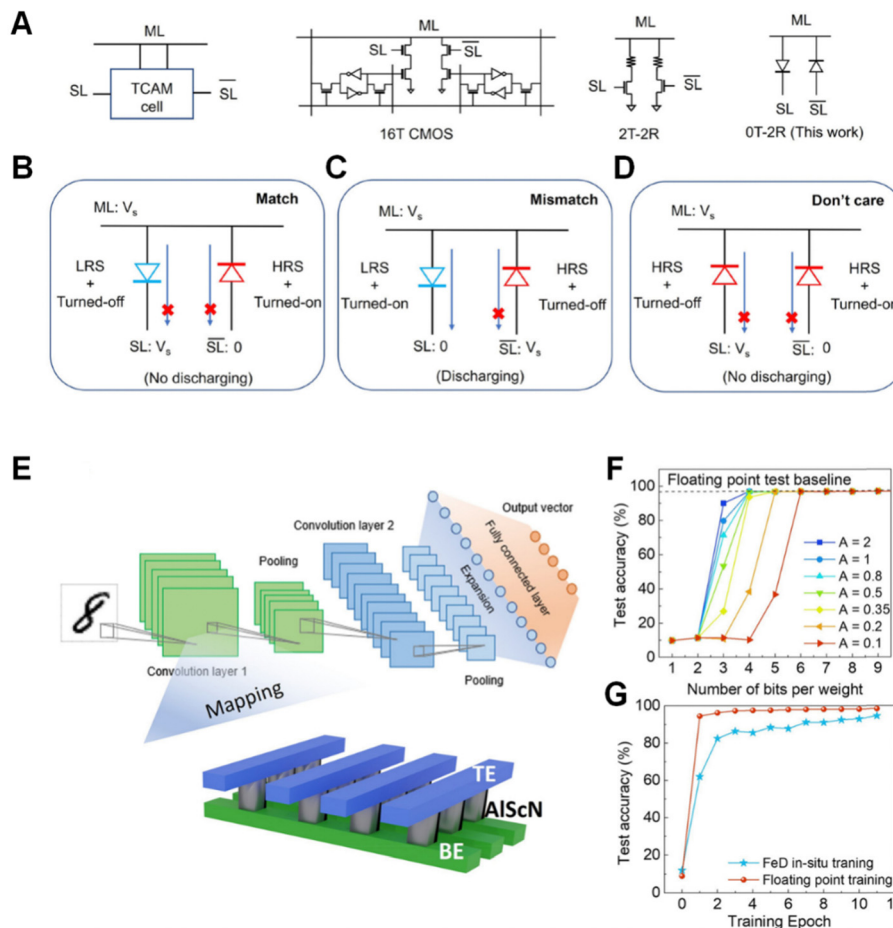 A
ML
SL
TCAM
cell
SL
ML
SL
SL
16T CMOS
ML
SL
SL
2T-2R
ML
SL
SL
0T-2R (This work)
B
Match
ML: Vs
LRS
+
Turned-off
HRS
+
Turned-on
SL: Vs
SL: 0
(No discharging)
C
Mismatch
ML: Vs
LRS
+
Turned-on
HRS
+
Turned-off
SL: 0
SL: Vs
(Discharging)
D
Don't care
ML: Vs
HRS
+
Turned-off
HRS
+
Turned-on
SL: Vs
SL: 0
(No discharging)
E
Convolution layer 1
Pooling
Convolution layer 2
Pooling
Expansion
Fully connected layer
Output vector
8
Mapping
TE
AlScN
BE
F
Floating point test baseline
Test accuracy (%)
100
80
60
40
20
0
A = 2
A = 1
A = 0.8
A = 0.5
A = 0.35
A = 0.2
A = 0.1
1 2 3 4 5 6 7 8 9
Number of bits per weight
G
Test accuracy (%)
100
80
60
40
20
0
FeD in-situ traning
Floating point training
0 2 4 6 8 10 1
Training Epoch